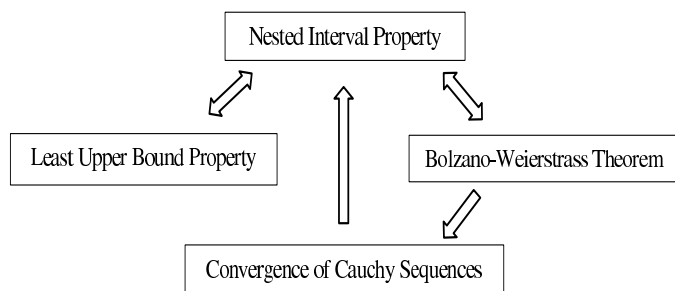 Nested Interval Property
Least Upper Bound Property
Bolzano-Weierstrass Theorem
Convergence of Cauchy Sequences